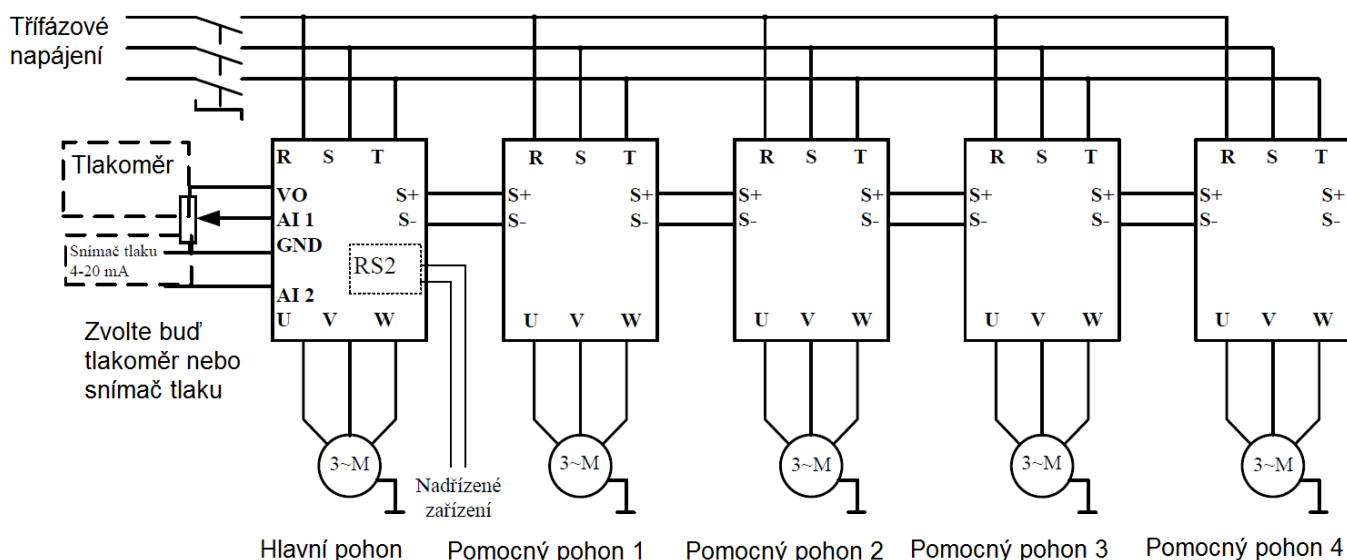 Třífázové
napájení
R S T
R S T
R S T
R S T
R S T
Tlakoměr
VO
AI 1
GND
AI 2
S+
S-
S+
S-
S+
S-
S+
S-
S+
S-
S+
S-
S+
S-
S+
S-
S+
S-
Snímač tlaku
4-20 mA
RS2
U V W
U V W
U V W
U V W
U V W
Zvolte buď
tlakoměr nebo
snímač tlaku
3~M
3~M
3~M
3~M
3~M
Nadřízené
zařízení
Hlavní pohon
Pomocný pohon 1
Pomocný pohon 2
Pomocný pohon 3
Pomocný pohon 4